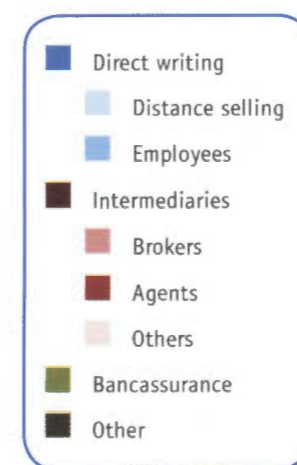 Direct writing
Distance selling
Employees
Intermediaries
Brokers
Agents
Others
Bancassurance
Other